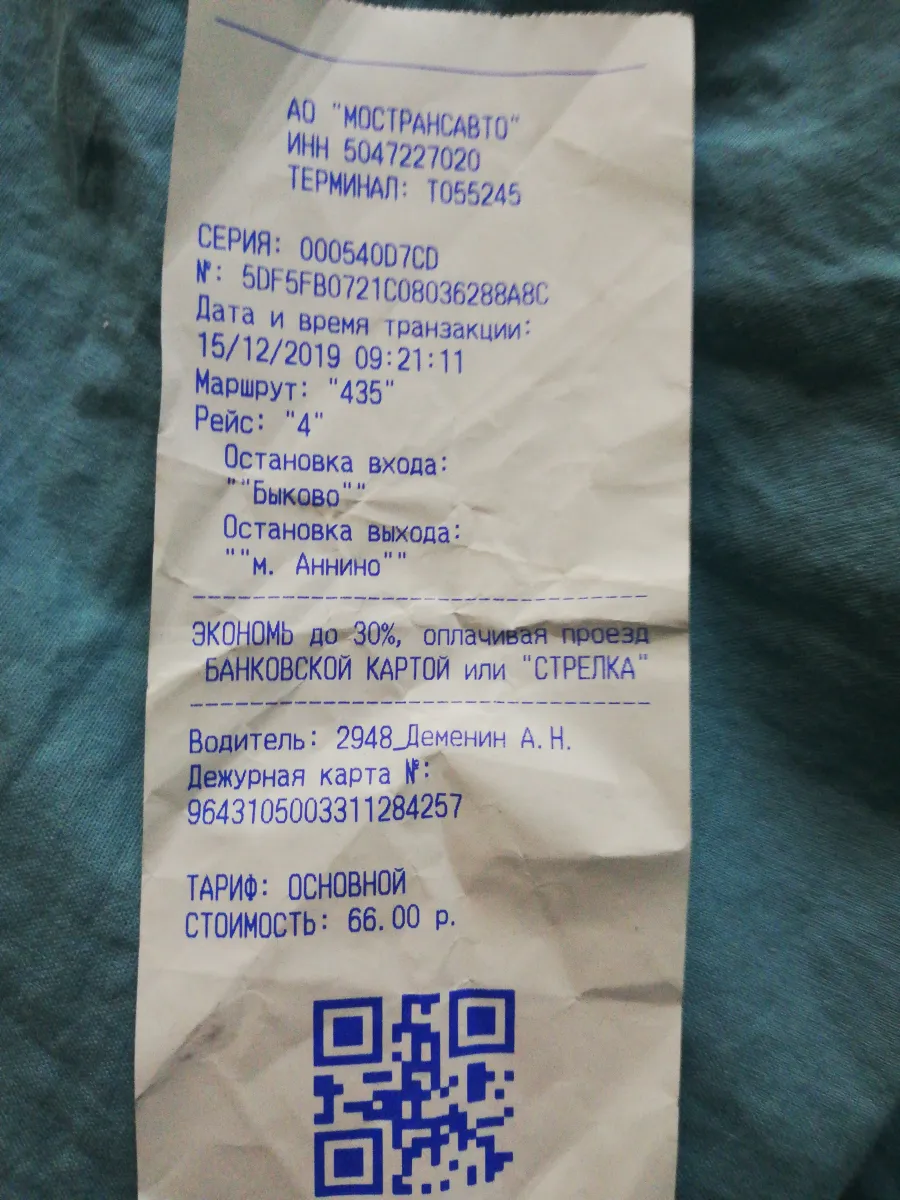 АО "МОСТРАНСАВТО"
ИНН 5047227020
ТЕРМИНАЛ: Т055245
СЕРИЯ: 000540D7CD
№: 5DF5FB0721C08036288A8C
Дата и время транзакции:
15/12/2019 09:21:11
Маршрут: "435"
Рейс: "4"
Остановка входа:
""Быково""
Остановка выхода:
""м. Аннино""
ЭКОНОМЬ до 30%, оплачивая проезд
БАНКОВСКОЙ КАРТОЙ или "СТРЕЛКА"
Водитель: 2948_Деменин А.Н.
Дежурная карта №:
9643105003311284257
ТАРИФ: ОСНОВНОЙ
СТОИМОСТЬ: 66.00 р.